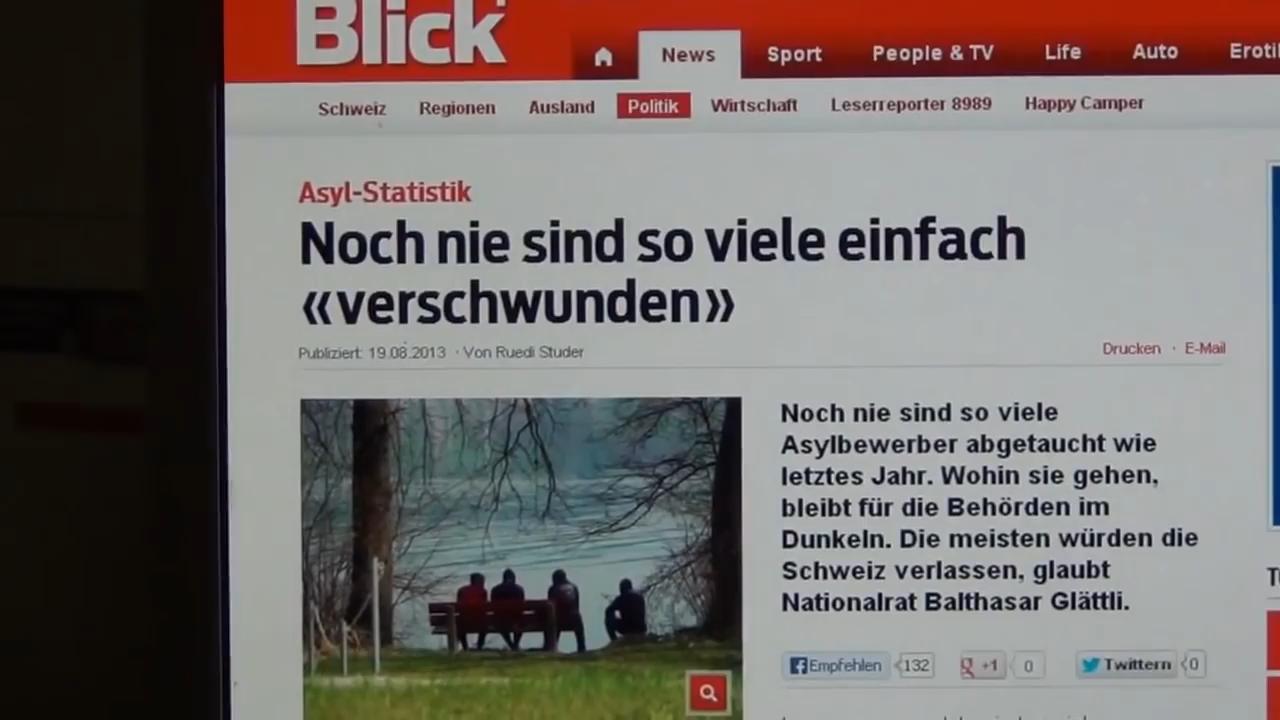 Blick
News Sport People & TV Life Auto
Schweiz Regionen Ausland Politik Wirtschaft Leserreporter 8989 Happy Camper
Asyl-Statistik
Noch nie sind so viele einfach
«verschwunden»
Publiziert: 19.08.2013 · Von Ruedi Studer
Drucken · E-Mail
Noch nie sind so viele
Asylbewerber abgetaucht wie
letztes Jahr. Wohin sie gehen,
bleibt für die Behörden im
Dunkeln. Die meisten würden die
Schweiz verlassen, glaubt
Nationalrat Balthasar Glättli.
Empfehlen 132 +1 0 Twittern 0